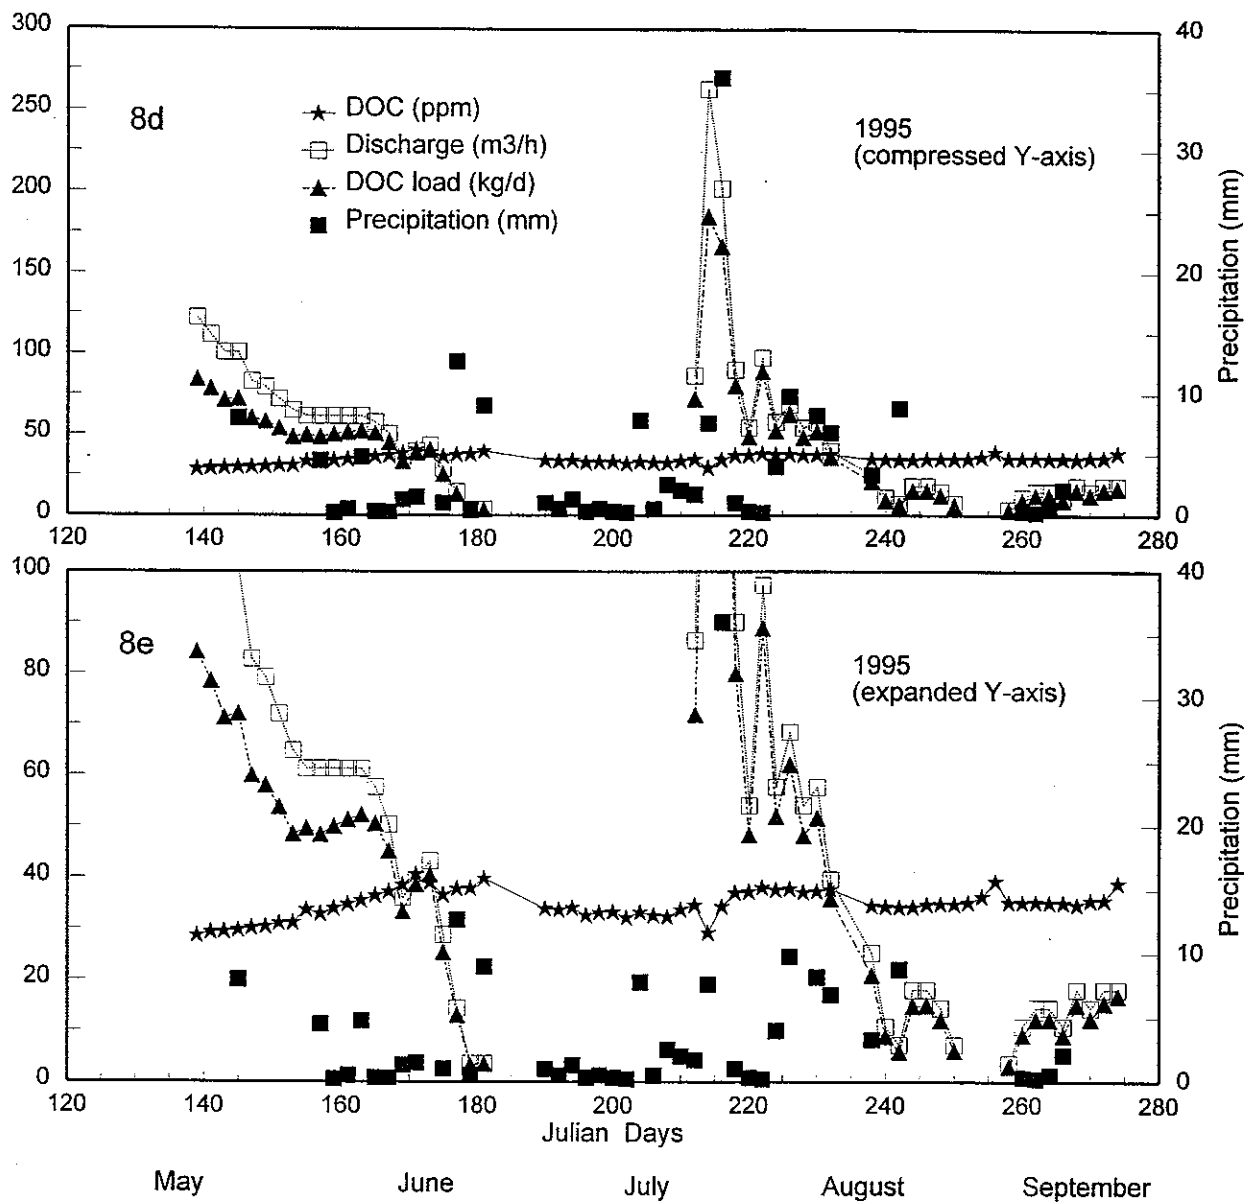 300
250
200
150
100
50
0
8d
DOC (ppm)
Discharge (m3/h)
DOC load (kg/d)
Precipitation (mm)
1995
(compressed Y-axis)
40
30
20
10
0
Precipitation (mm)
120 140 160 180 200 220 240 260 280
100
80
60
40
20
0
8e
1995
(expanded Y-axis)
40
30
20
10
0
Precipitation (mm)
120 140 160 180 200 220 240 260 280
Julian Days
May June July August September